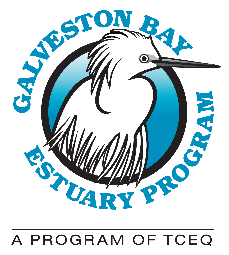 GALVESTON BAY
ESTUARY PROGRAM
A PROGRAM OF TCEQ